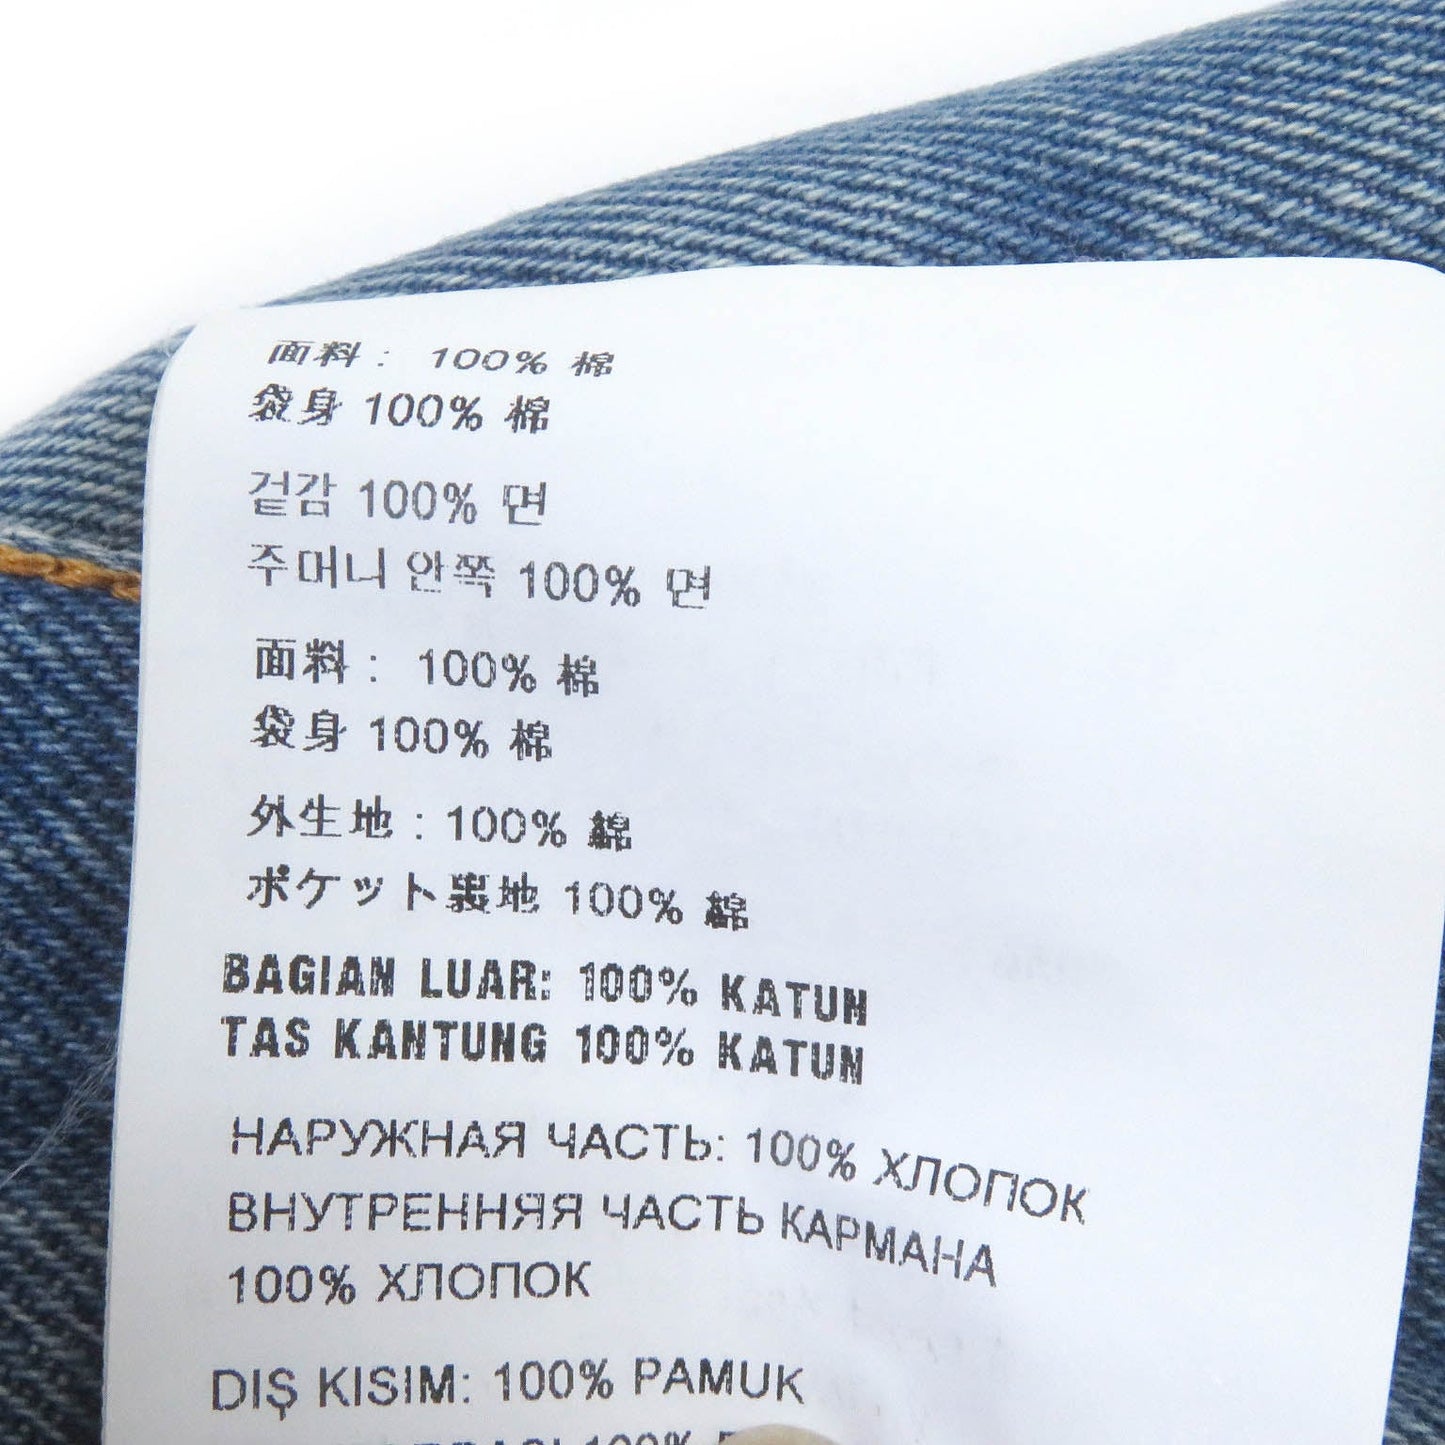 面料： 100% 棉
袋身 100% 棉
겉감 100% 면
주머니 안쪽 100% 면
面料： 100% 棉
袋身 100% 棉
外生地：100% 綿
ポケット裏地 100% 綿
BAGIAN LUAR: 100% KATUN
TAS KANTUNG 100% KATUN
НАРУЖНАЯ ЧАСТЬ: 100% ХЛОПОК
ВНУТРЕННЯЯ ЧАСТЬ КАРМАНА
100% ХЛОПОК
DIŞ KISIM: 100% PAMUK
100%